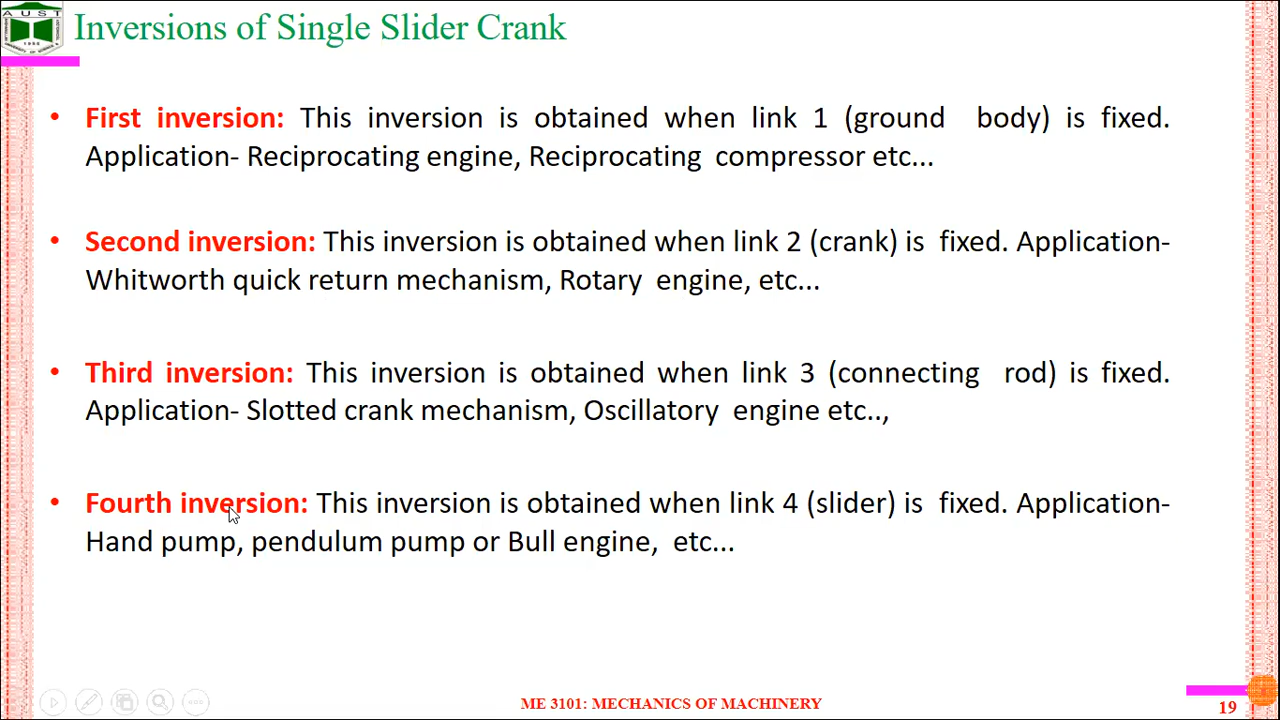 AUST
1995
Inversions of Single Slider Crank
• First inversion: This inversion is obtained when link 1 (ground body) is fixed.
Application- Reciprocating engine, Reciprocating compressor etc...
• Second inversion: This inversion is obtained when link 2 (crank) is fixed. Application-
Whitworth quick return mechanism, Rotary engine, etc...
• Third inversion: This inversion is obtained when link 3 (connecting rod) is fixed.
Application- Slotted crank mechanism, Oscillatory engine etc..,
• Fourth inversion: This inversion is obtained when link 4 (slider) is fixed. Application-
Hand pump, pendulum pump or Bull engine, etc...
ME 3101: MECHANICS OF MACHINERY
19